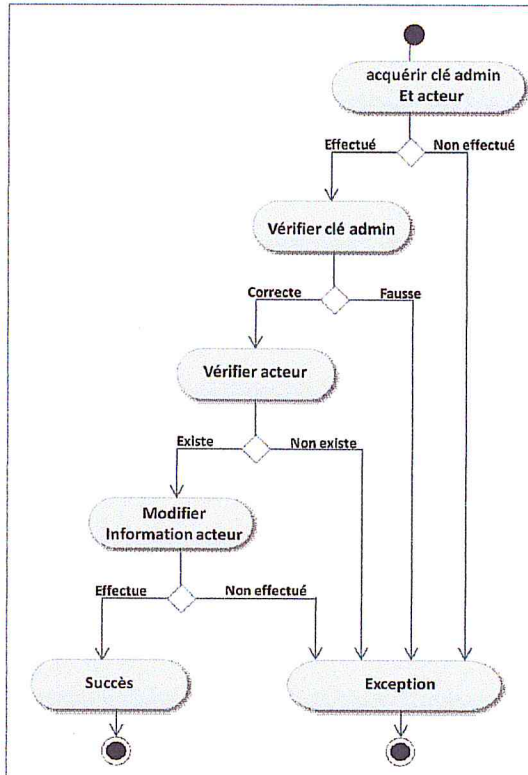 acquérir clé admin
Et acteur
Effectué
Non effectué
Vérifier clé admin
Correcte
Fausse
Vérifier acteur
Existe
Non existe
Modifier
Information acteur
Effectue
Non effectué
Succès
Exception